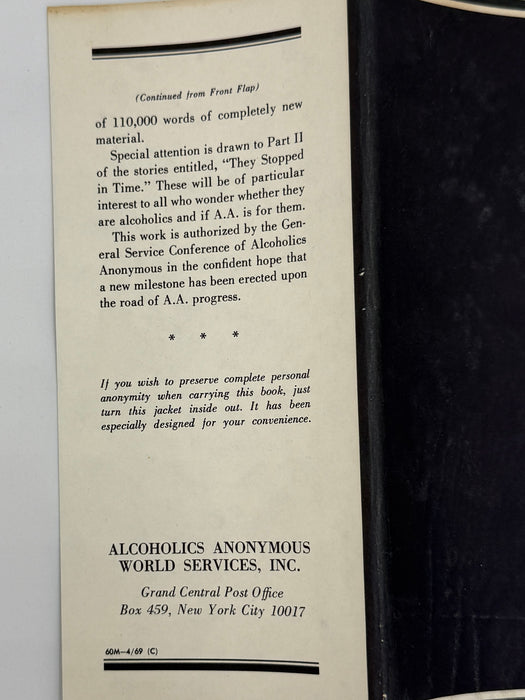 (Continued from Front Flap)
of 110,000 words of completely new
material.
Special attention is drawn to Part II
of the stories entitled, "They Stopped
in Time." These will be of particular
interest to all who wonder whether they
are alcoholics and if A.A. is for them.
This work is authorized by the Gen-
eral Service Conference of Alcoholics
Anonymous in the confident hope that
a new milestone has been erected upon
the road of A.A. progress.
* * *
If you wish to preserve complete personal
anonymity when carrying this book, just
turn this jacket inside out. It has been
especially designed for your convenience.
ALCOHOLICS ANONYMOUS
WORLD SERVICES, INC.
Grand Central Post Office
Box 459, New York City 10017
60M—4/69 (C)